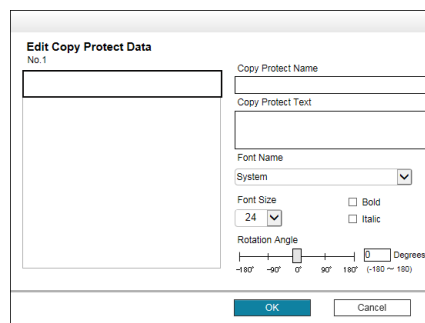 Edit Copy Protect Data
No.1
Copy Protect Name
Copy Protect Text
Font Name
System
Font Size
24
Bold
Italic
Rotation Angle
0 Degrees
-180° -90° 0° 90° 180° (-180 ~ 180)
OK Cancel